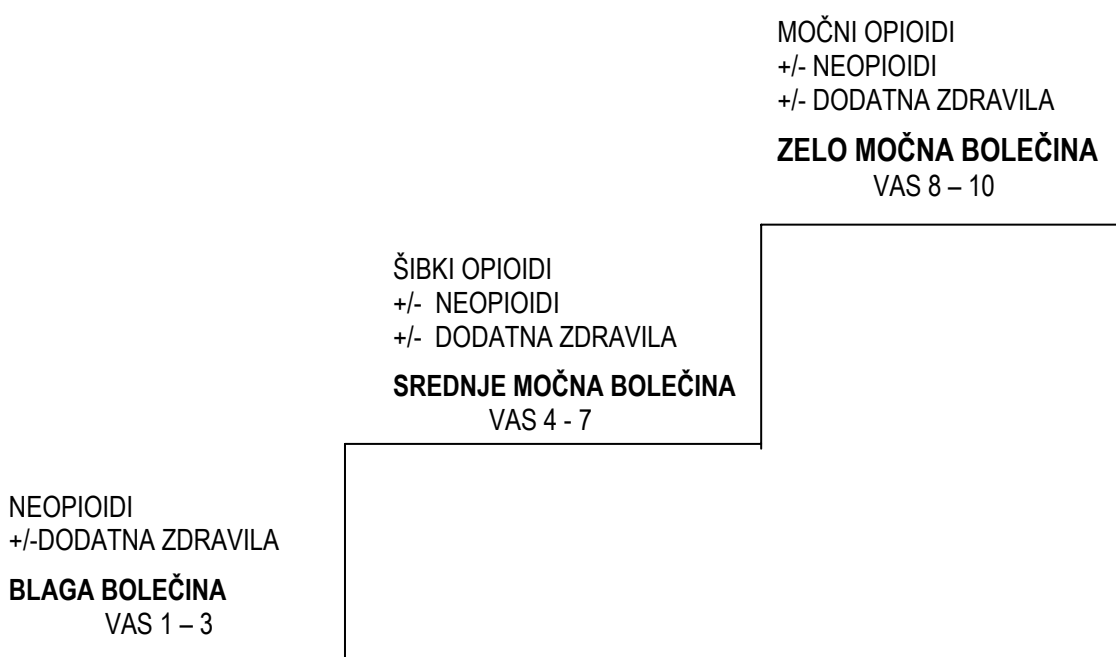 MOČNI OPIOIDI
+/- NEOPIOIDI
+/- DODATNA ZDRAVILA
ZELO MOČNA BOLEČINA
VAS 8 – 10
ŠIBKI OPIOIDI
+/- NEOPIOIDI
+/- DODATNA ZDRAVILA
SREDNJE MOČNA BOLEČINA
VAS 4 - 7
NEOPIOIDI
+/-DODATNA ZDRAVILA
BLAGA BOLEČINA
VAS 1 – 3